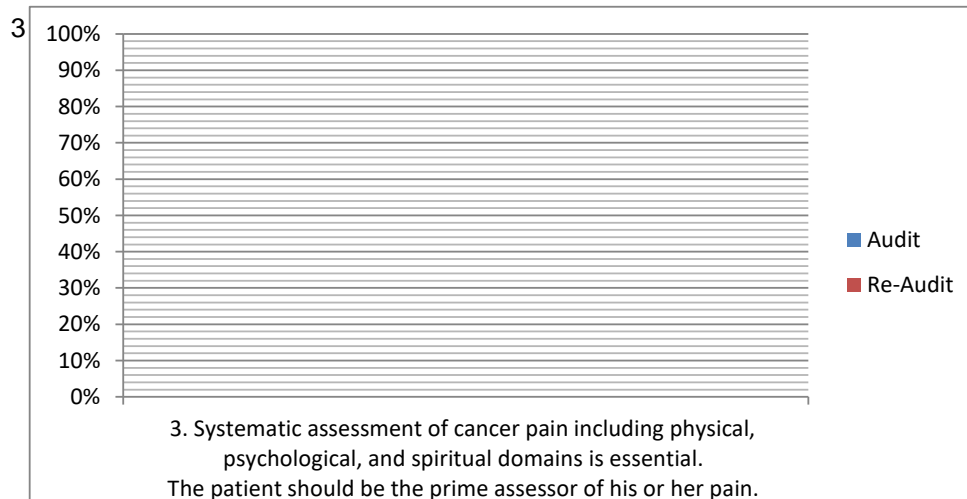 3
100%
90%
80%
70%
60%
50%
40%
30%
20%
10%
0%
Audit
Re-Audit
3. Systematic assessment of cancer pain including physical,
psychological, and spiritual domains is essential.
The patient should be the prime assessor of his or her pain.